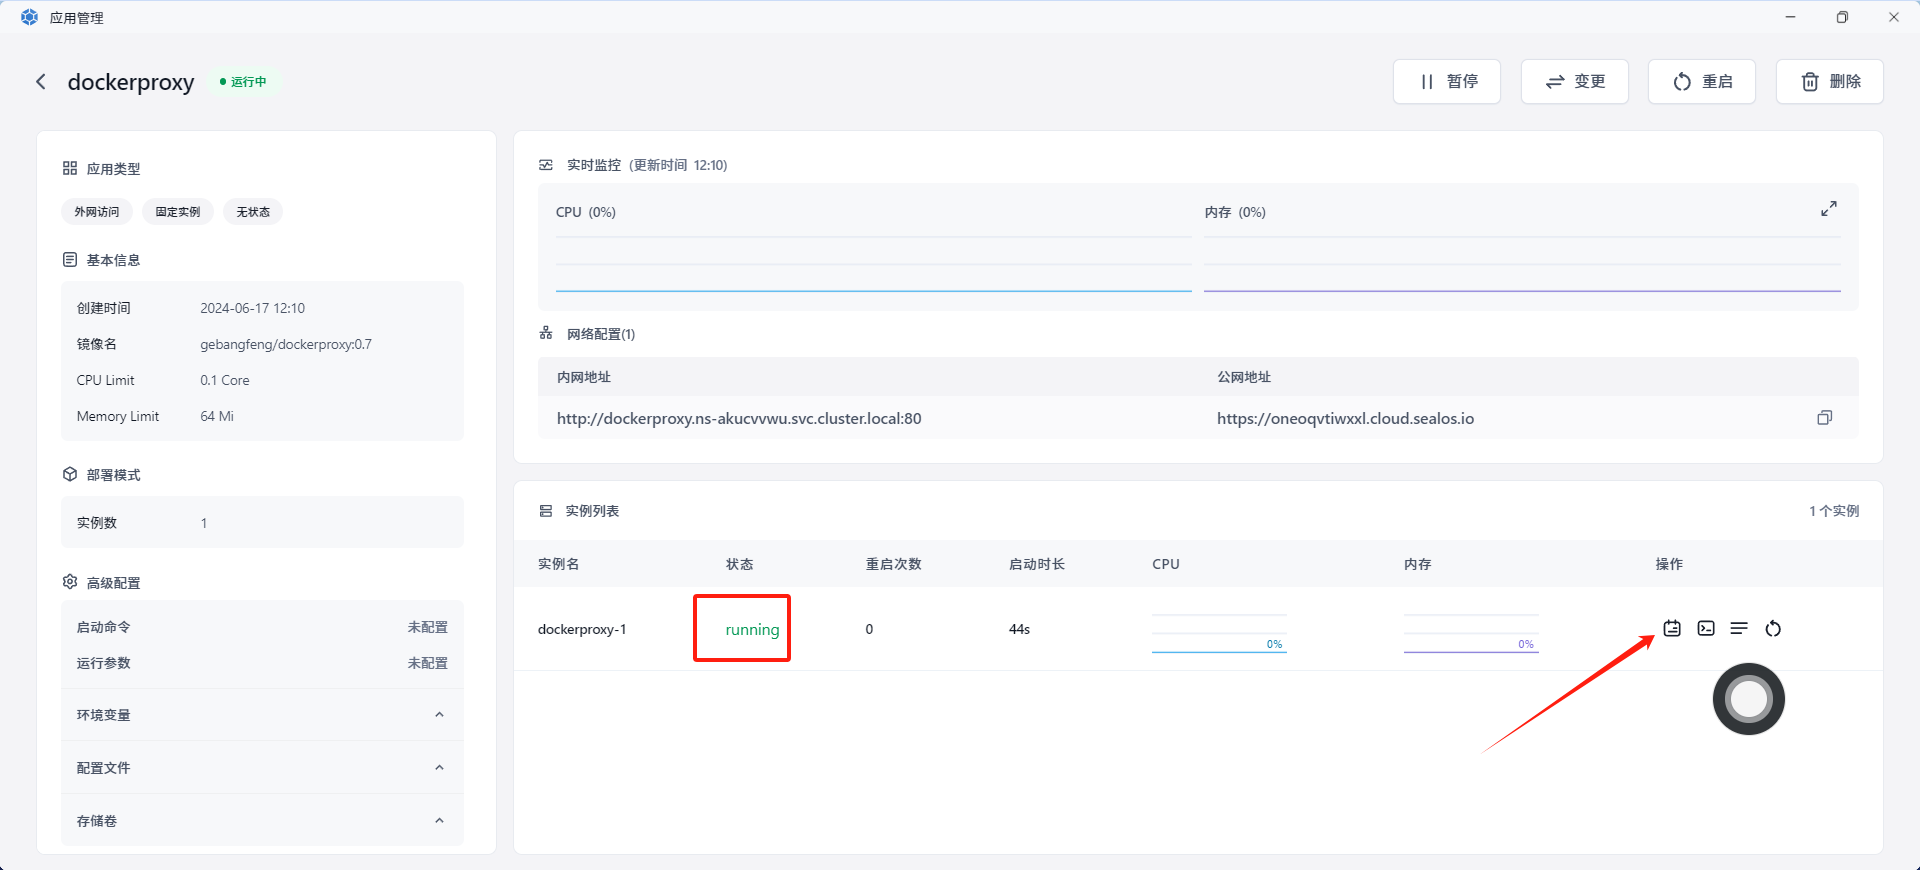 应用管理
dockerproxy
运行中
暂停
变更
重启
删除
应用类型
外网访问
固定实例
无状态
基本信息
创建时间 2024-06-17 12:10
镜像名 gebangfeng/dockerproxy:0.7
CPU Limit 0.1 Core
Memory Limit 64 Mi
部署模式
实例数 1
高级配置
启动命令 未配置
运行参数 未配置
环境变量
配置文件
存储卷
实时监控 (更新时间 12:10)
CPU (0%)
内存 (0%)
网络配置(1)
内网地址 公网地址
http://dockerproxy.ns-akucvvwu.svc.cluster.local:80 https://oneoqvtiwxxl.cloud.sealos.io
实例列表 1 个实例
实例名 状态 重启次数 启动时长 CPU 内存 操作
dockerproxy-1 running 0 44s 0% 0%